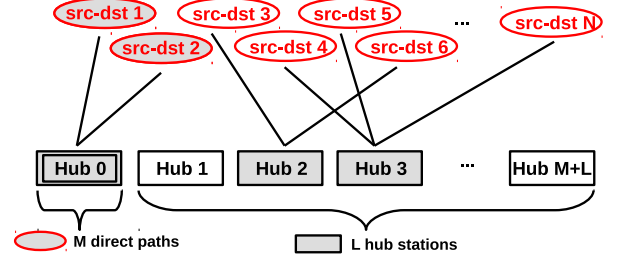 src-dst 1
src-dst 3
src-dst 5
...
src-dst N
src-dst 2
src-dst 4
src-dst 6
Hub 0
Hub 1
Hub 2
Hub 3
...
Hub M+L
M direct paths
L hub stations